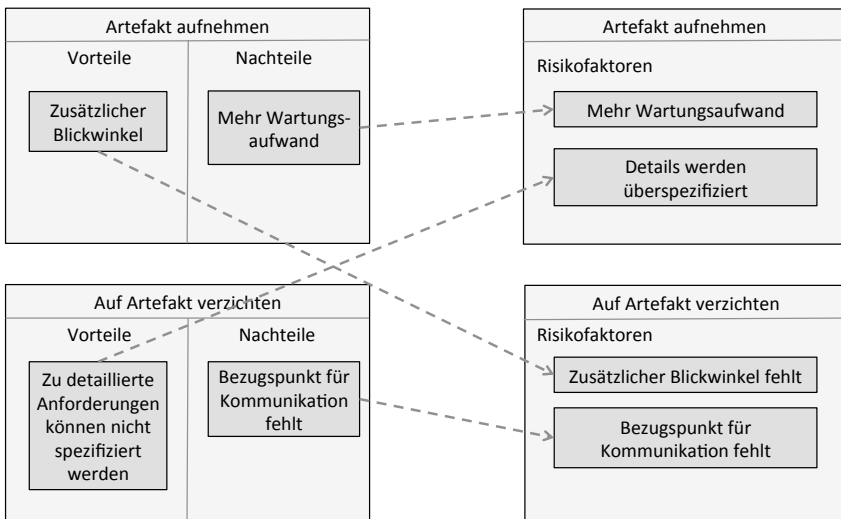 Artefakt aufnehmen
Vorteile
Nachteile
Zusätzlicher
Blickwinkel
Mehr Wartungs-
aufwand
Artefakt aufnehmen
Risikofaktoren
Mehr Wartungsaufwand
Details werden
überspezifiziert
Auf Artefakt verzichten
Vorteile
Nachteile
Zu detaillierte
Anforderungen
können nicht
spezifiziert
werden
Bezugspunkt für
Kommunikation
fehlt
Auf Artefakt verzichten
Risikofaktoren
Zusätzlicher Blickwinkel fehlt
Bezugspunkt für
Kommunikation fehlt